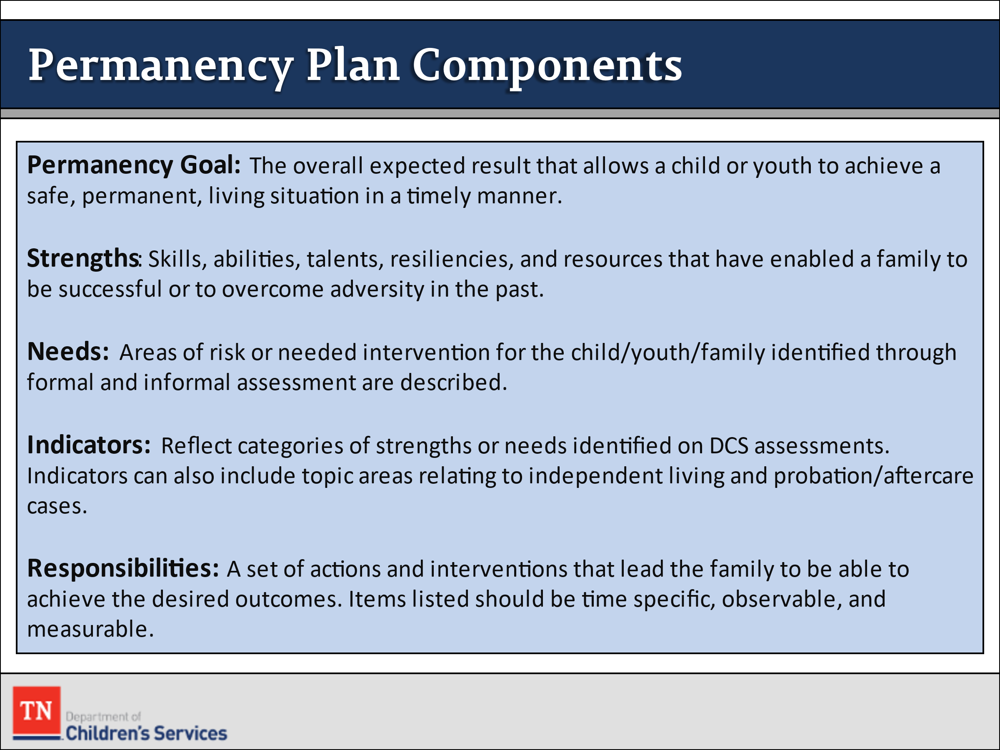 Permanency Plan Components
Permanency Goal: The overall expected result that allows a child or youth to achieve a
safe, permanent, living situation in a timely manner.
Strengths: Skills, abilities, talents, resiliencies, and resources that have enabled a family to
be successful or to overcome adversity in the past.
Needs: Areas of risk or needed intervention for the child/youth/family identified through
formal and informal assessment are described.
Indicators: Reflect categories of strengths or needs identified on DCS assessments.
Indicators can also include topic areas relating to independent living and probation/aftercare
cases.
Responsibilities: A set of actions and interventions that lead the family to be able to
achieve the desired outcomes. Items listed should be time specific, observable, and
measurable.
TN
Department of
Children's Services